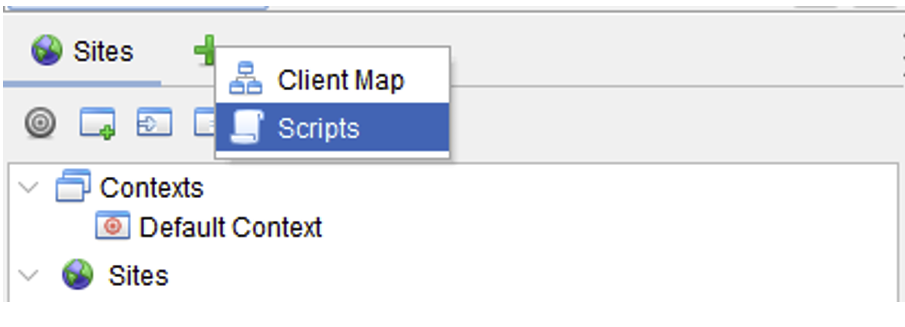 Sites
Client Map
Scripts
Contexts
Default Context
Sites